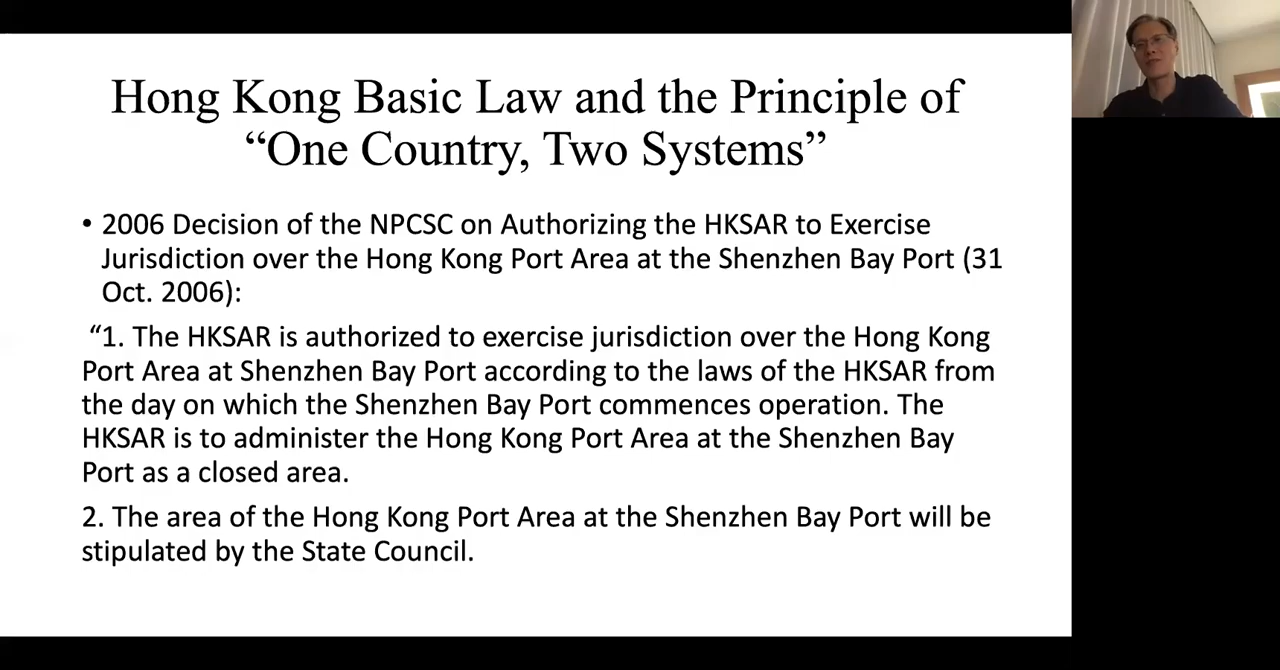 Hong Kong Basic Law and the Principle of
“One Country, Two Systems”
• 2006 Decision of the NPCSC on Authorizing the HKSAR to Exercise
Jurisdiction over the Hong Kong Port Area at the Shenzhen Bay Port (31
Oct. 2006):
“1. The HKSAR is authorized to exercise jurisdiction over the Hong Kong
Port Area at Shenzhen Bay Port according to the laws of the HKSAR from
the day on which the Shenzhen Bay Port commences operation. The
HKSAR is to administer the Hong Kong Port Area at the Shenzhen Bay
Port as a closed area.
2. The area of the Hong Kong Port Area at the Shenzhen Bay Port will be
stipulated by the State Council.